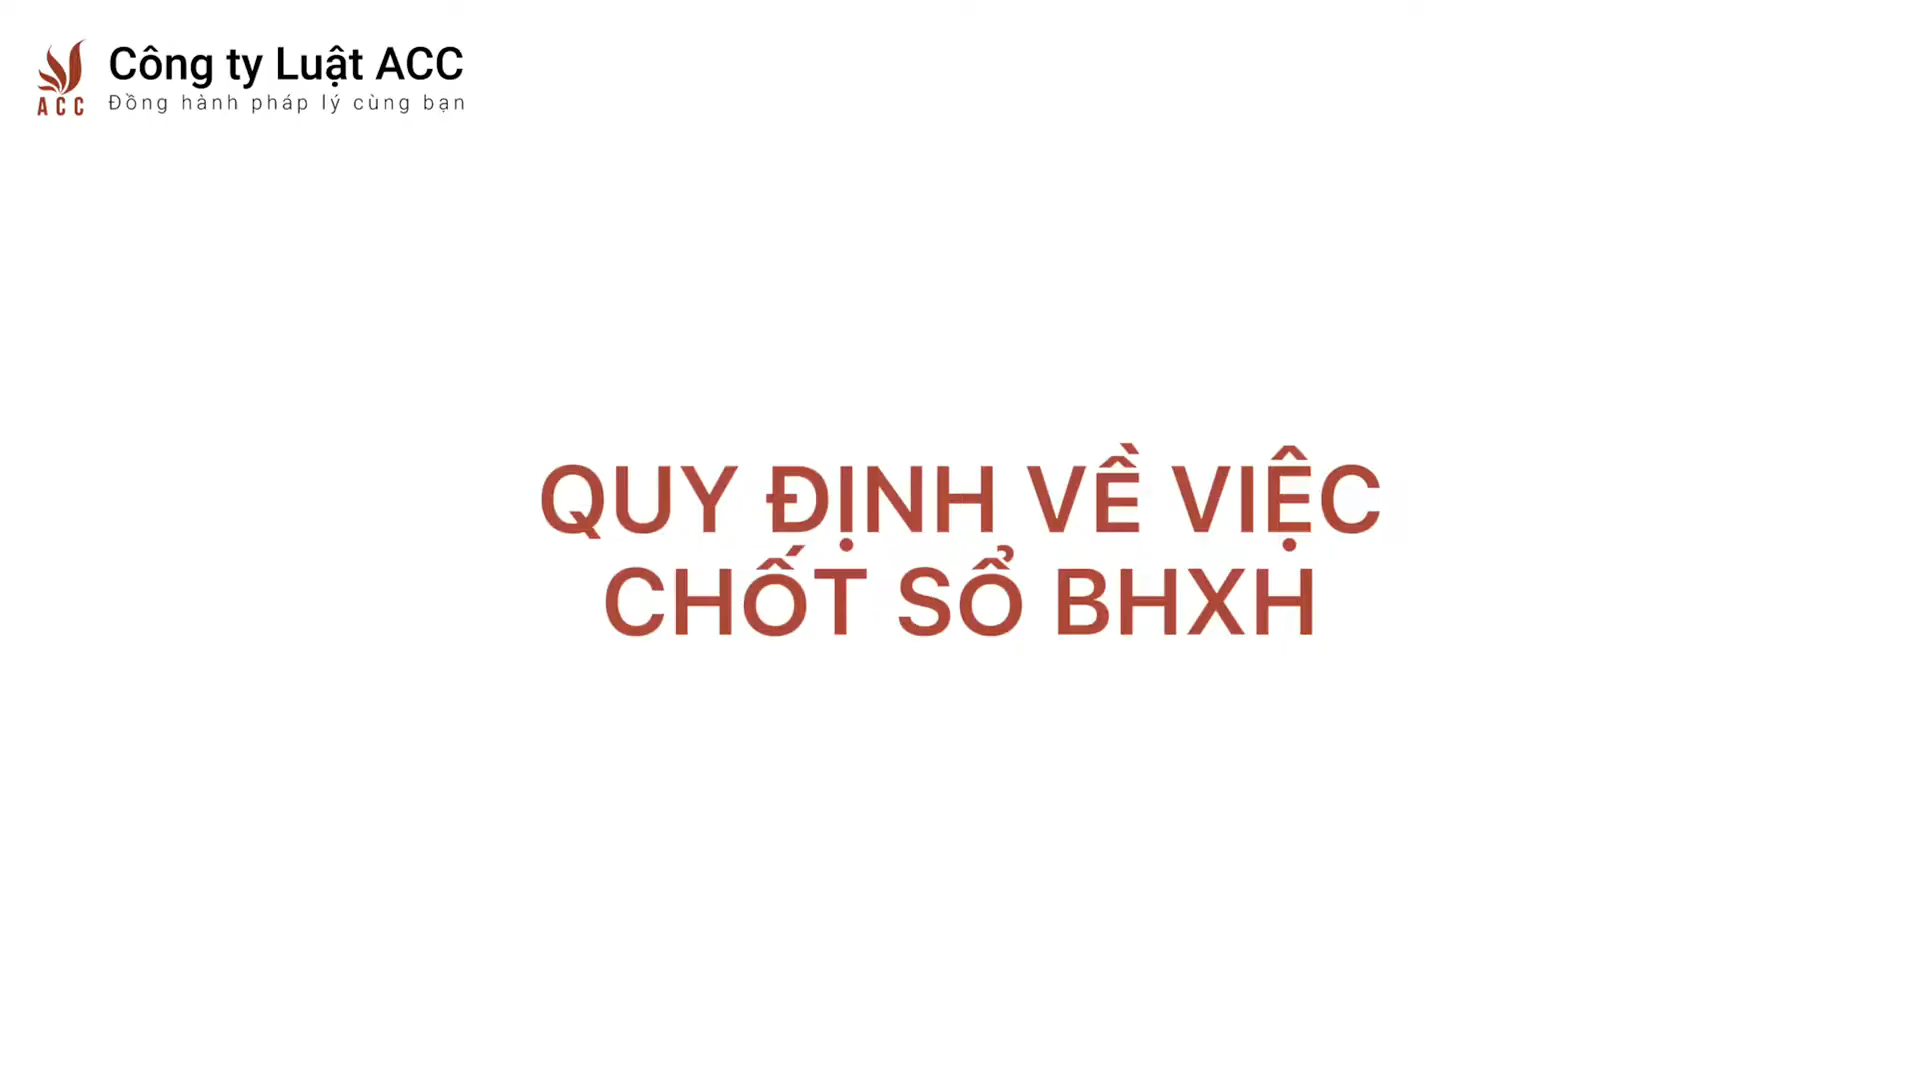 Công ty Luật ACC
ACC
Đồng hành pháp lý cùng bạn
QUY ĐỊNH VỀ VIỆC
CHỐT SỔ BHXH